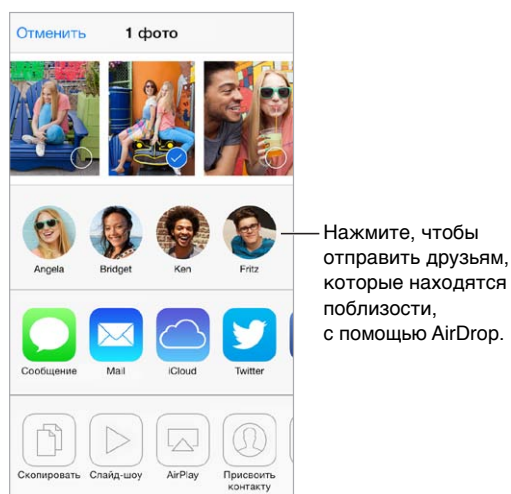 Отменить 1 фото
Angela Bridget Ken Fritz
Нажмите, чтобы
отправить друзьям,
которые находятся
поблизости,
с помощью AirDrop.
Сообщение Mail iCloud Twitter
Скопировать Слайд-шоу AirPlay Присвоить
контакту